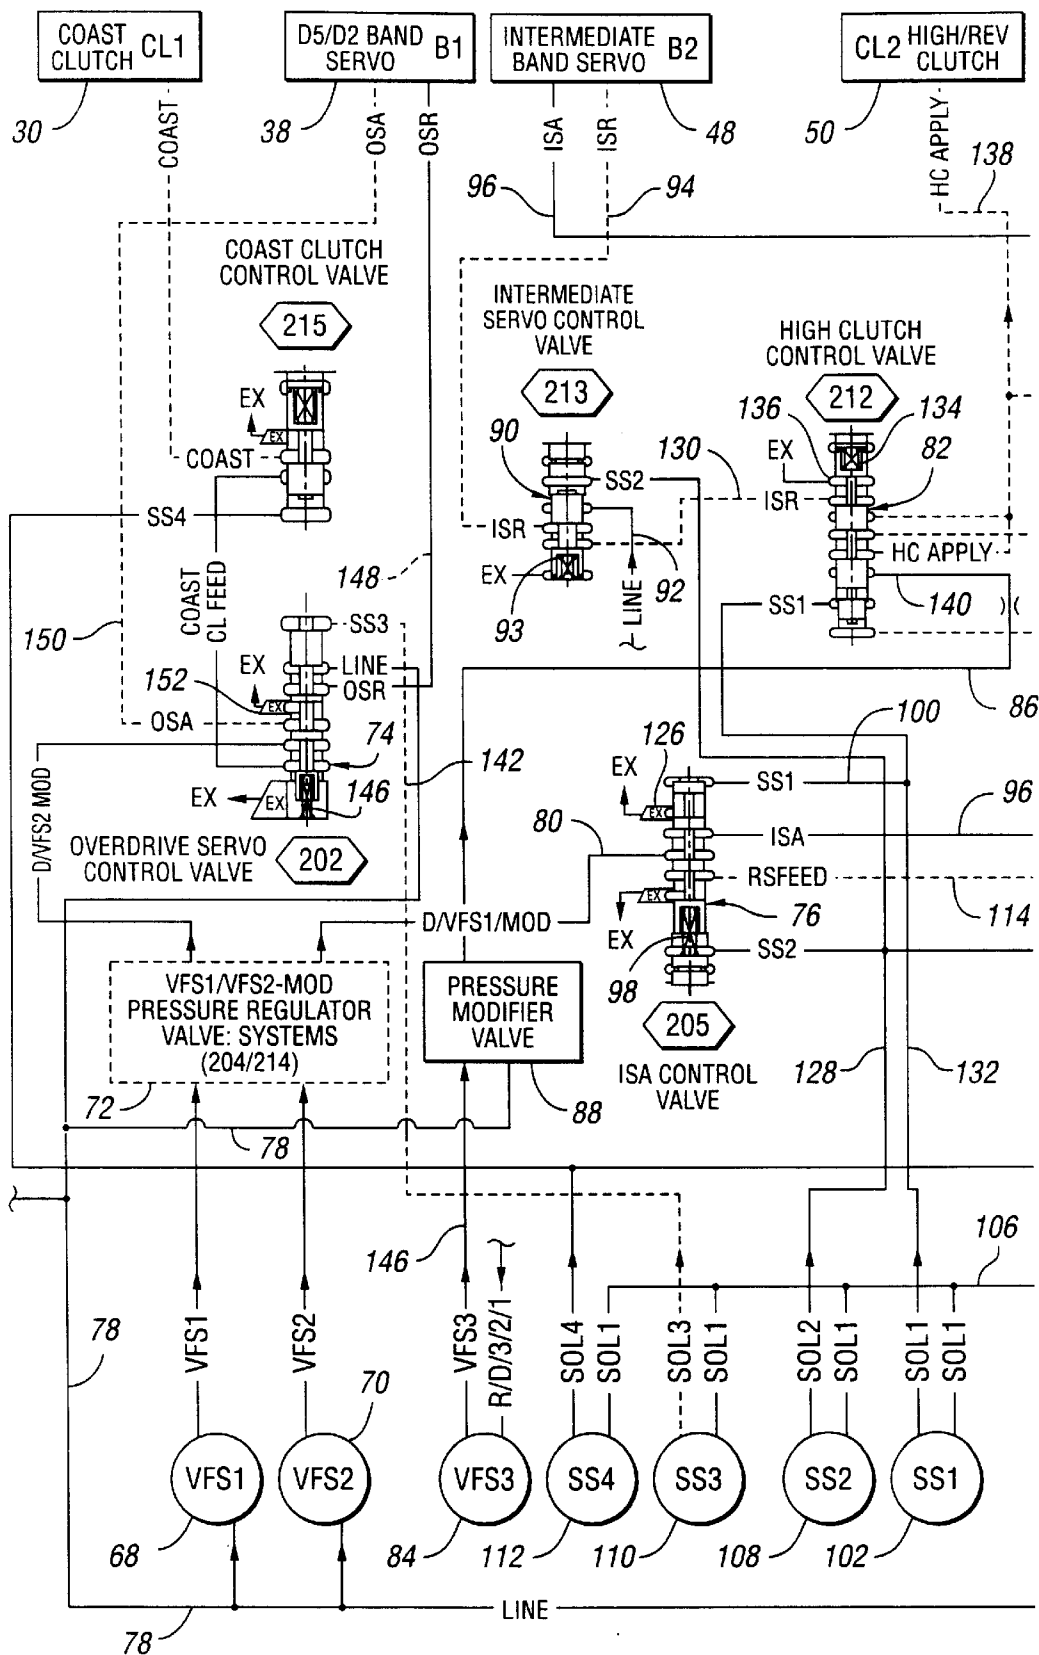 COAST
CLUTCH CL1
D5/D2 BAND
SERVO B1
INTERMEDIATE
BAND SERVO B2
CL2 HIGH/REV
CLUTCH
30
38
48
50
COAST
OSA
OSR
ISA
ISR
HC APPLY
138
96
94
COAST CLUTCH
CONTROL VALVE
215
INTERMEDIATE
SERVO CONTROL
VALVE
213
HIGH CLUTCH
CONTROL VALVE
212
136
134
EX
EX
COAST
90
SS2
130
EX
82
ISR
SS4
ISR
HC APPLY
148
COAST
CL FEED
EX
93
LINE
92
SS1
140
150
SS3
EX
LINE
OSR
152
EX
OSA
86
100
74
142
126
EX
EX
SS1
D/VFS2 MOD
EX
EX
146
80
ISA
96
OVERDRIVE SERVO
CONTROL VALVE
202
RSFEED
EX
EX
76
114
D/VFS1/MOD
98
SS2
VFS1/VFS2-MOD
PRESSURE REGULATOR
VALVE: SYSTEMS
(204/214)
PRESSURE
MODIFIER
VALVE
205
ISA CONTROL
VALVE
128
132
72
78
88
146
106
78
VFS1
VFS2
VFS3
R/D/3/2/1
SOL4
SOL1
SOL3
SOL1
SOL2
SOL1
SOL1
SOL1
70
VFS1
VFS2
VFS3
SS4
SS3
SS2
SS1
68
84
112
110
108
102
78
LINE